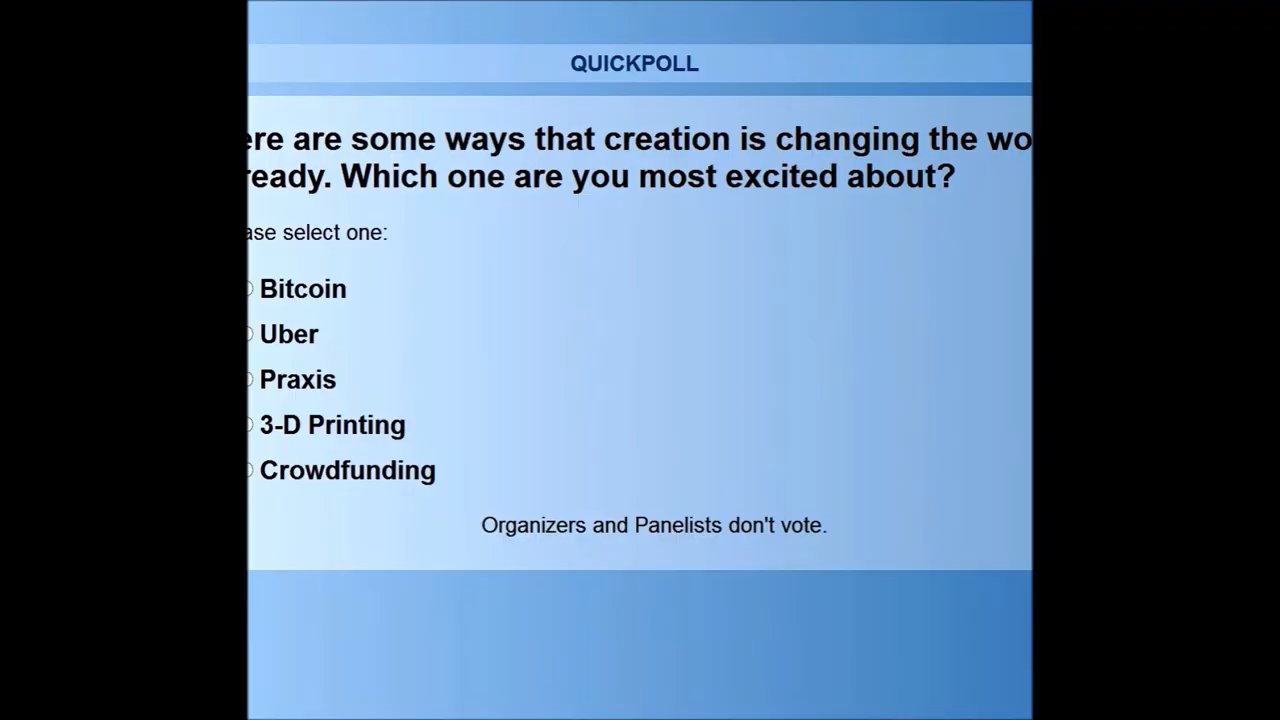 QUICKPOLL
ere are some ways that creation is changing the wo
ready. Which one are you most excited about?
ase select one:
Bitcoin
Uber
Praxis
3-D Printing
Crowdfunding
Organizers and Panelists don't vote.